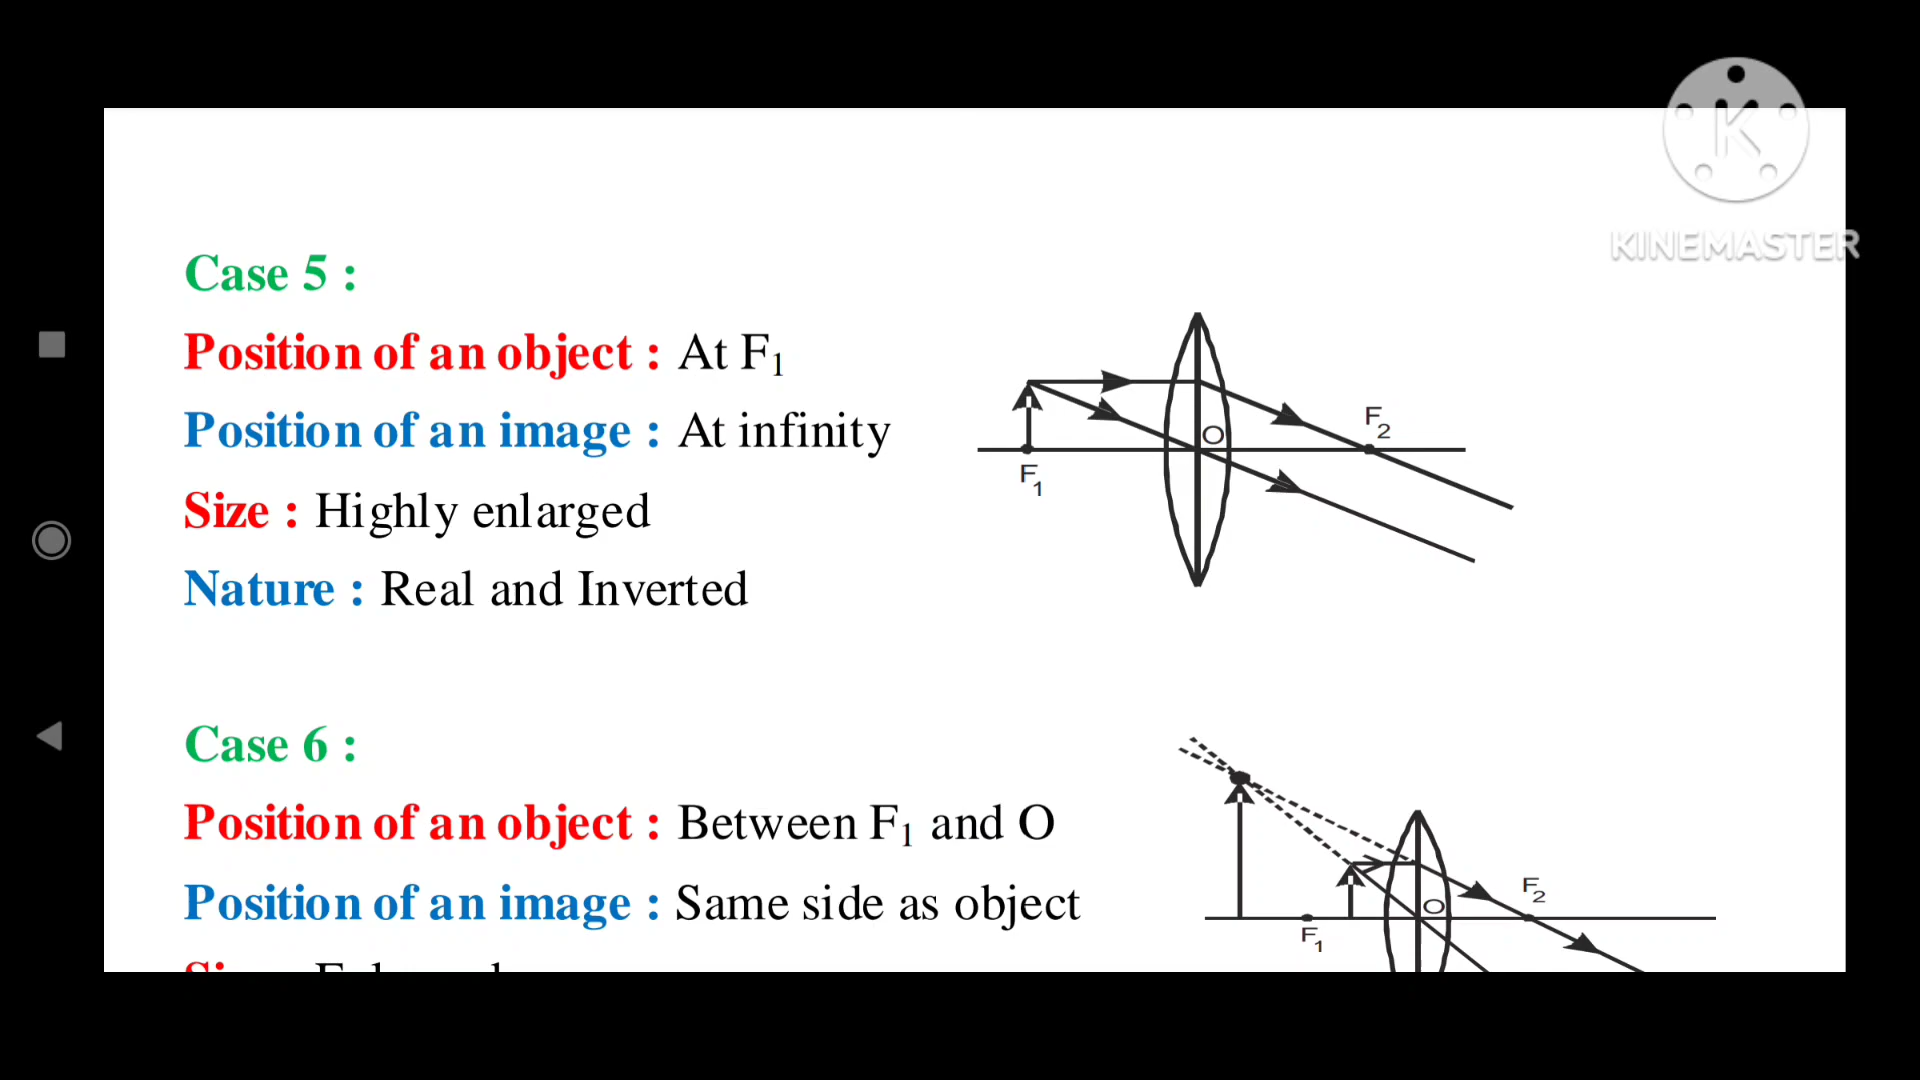 K
KINEMASTER
Case 5 :
Position of an object : At F₁
Position of an image : At infinity
Size : Highly enlarged
Nature : Real and Inverted
F₁
O
F₂
Case 6 :
Position of an object : Between F₁ and O
Position of an image : Same side as object
F₁
O
F₂